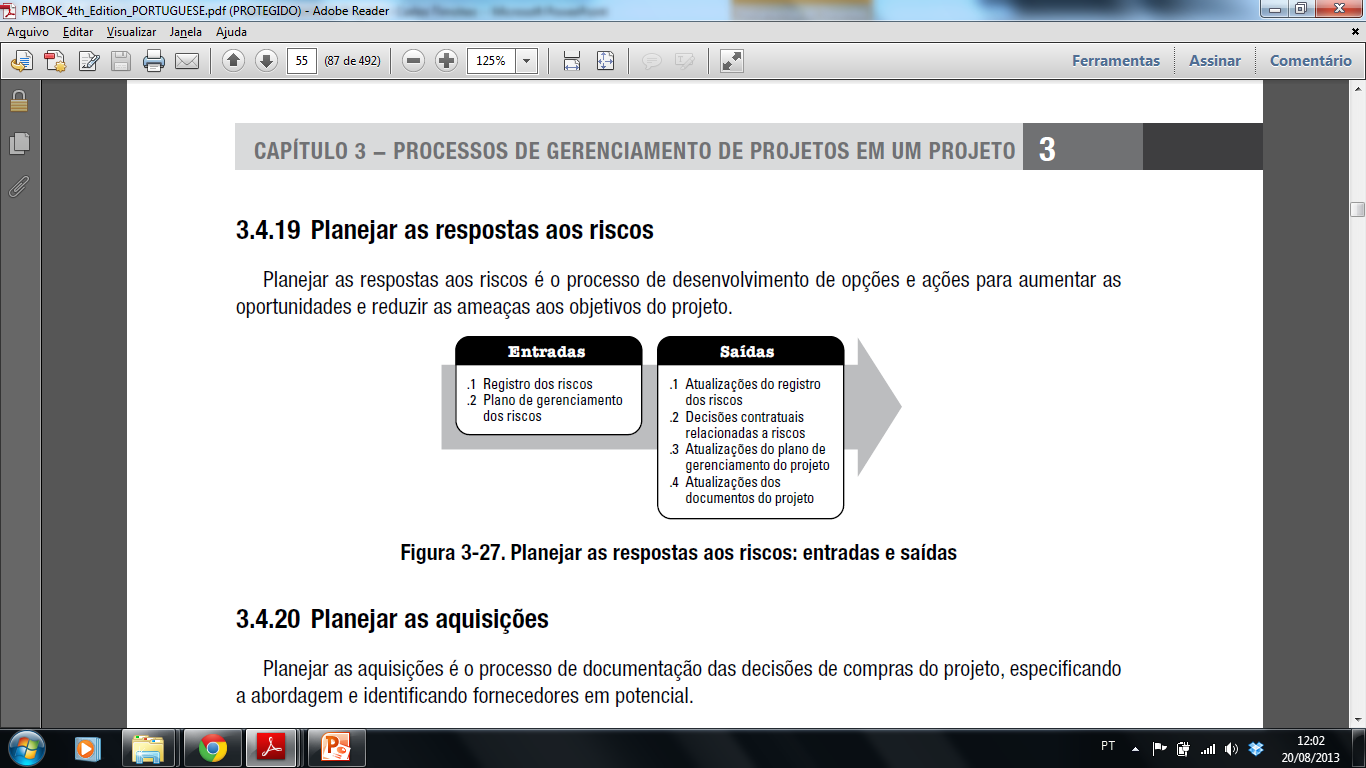 PMBOK_4th_Edition_PORTUGUESE.pdf (PROTEGIDO) - Adobe Reader
Arquivo Editar Visualizar Janela Ajuda
55 (87 de 492) 125% Ferramentas Assinar Comentário
CAPÍTULO 3 – PROCESSOS DE GERENCIAMENTO DE PROJETOS EM UM PROJETO 3
3.4.19 Planejar as respostas aos riscos
Planejar as respostas aos riscos é o processo de desenvolvimento de opções e ações para aumentar as
oportunidades e reduzir as ameaças aos objetivos do projeto.
Entradas
.1 Registro dos riscos
.2 Plano de gerenciamento
dos riscos
Saídas
.1 Atualizações do registro
dos riscos
.2 Decisões contratuais
relacionadas a riscos
.3 Atualizações do plano de
gerenciamento do projeto
.4 Atualizações dos
documentos do projeto
Figura 3-27. Planejar as respostas aos riscos: entradas e saídas
3.4.20 Planejar as aquisições
Planejar as aquisições é o processo de documentação das decisões de compras do projeto, especificando
a abordagem e identificando fornecedores em potencial.
PT
12:02
20/08/2013